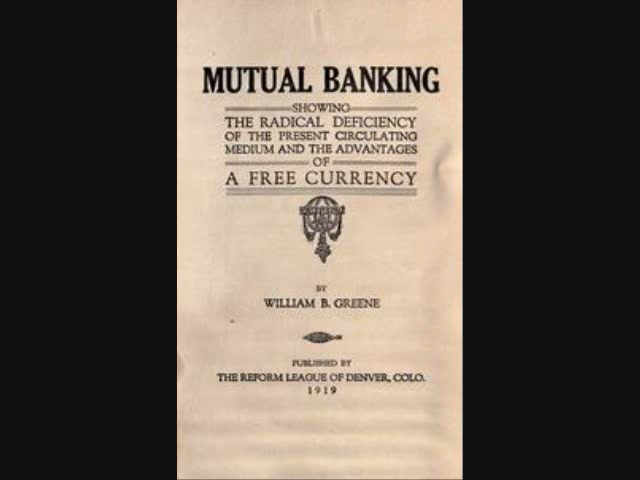 MUTUAL BANKING
SHOWING
THE RADICAL DEFICIENCY
OF THE PRESENT CIRCULATING
MEDIUM AND THE ADVANTAGES
OF
A FREE CURRENCY
BY
WILLIAM B. GREENE
PUBLISHED BY
THE REFORM LEAGUE OF DENVER, COLO.
1919